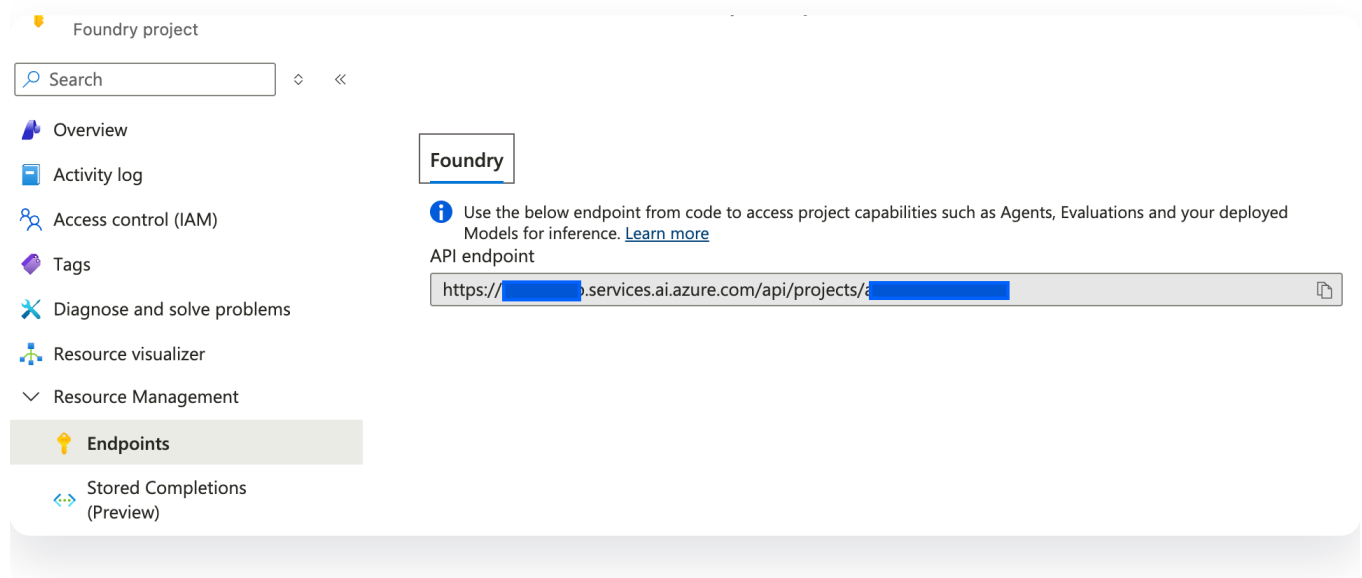 Foundry project
Search
Overview
Activity log
Access control (IAM)
Tags
Diagnose and solve problems
Resource visualizer
Resource Management
Endpoints
Stored Completions
(Preview)
Foundry
Use the below endpoint from code to access project capabilities such as Agents, Evaluations and your deployed
Models for inference. Learn more
API endpoint
https:// .services.ai.azure.com/api/projects/